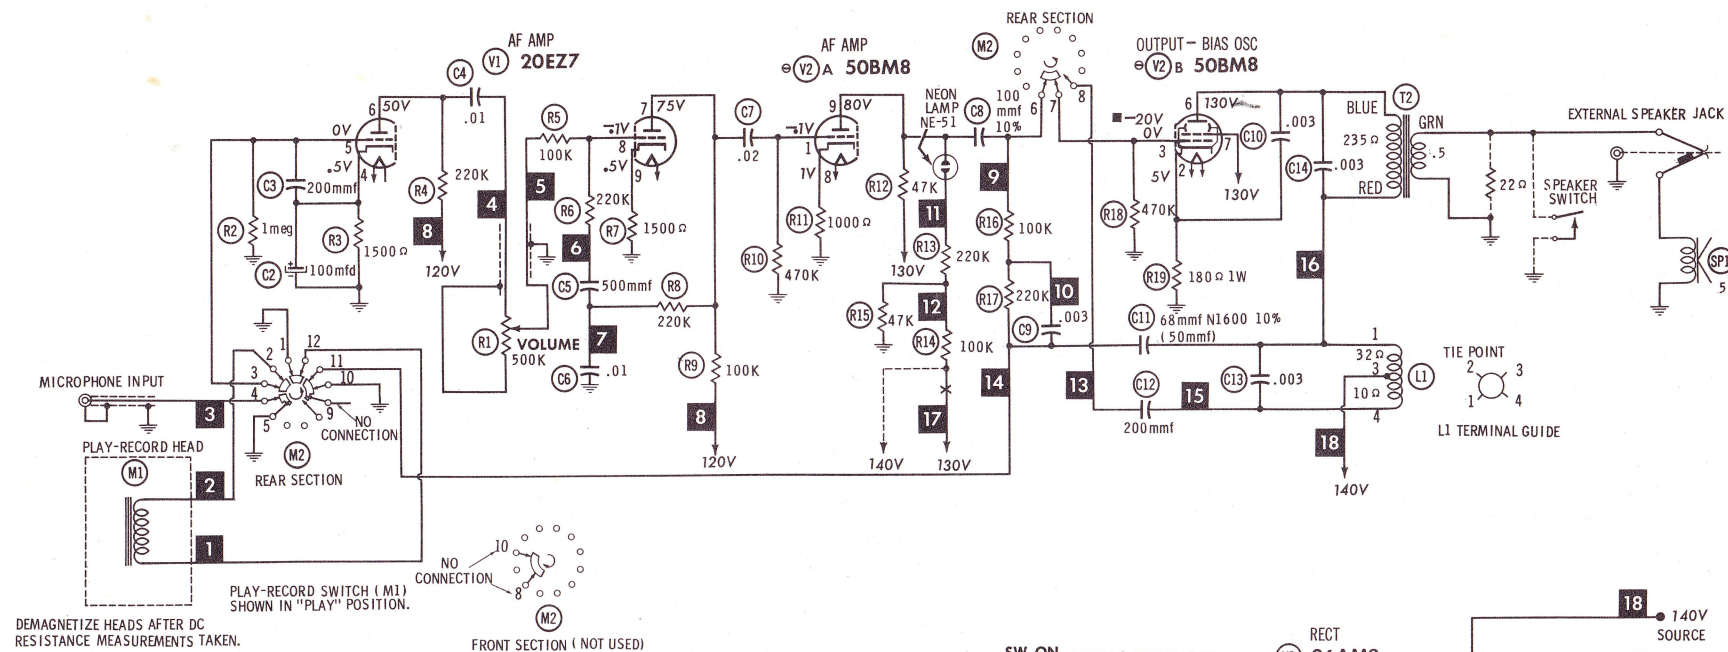 REAR SECTION
M2
6
7
8
AF AMP
V1 20EZ7
C4
.01
6
50V
0V
5
.5V
4
C3
200mmf
R2
1meg
C2
100mfd
R3
1500Ω
R4
220K
8
120V
4
5
R5
100K
7
75V
-.1V
8
.5V
9
R6
220K
6
R7
1500Ω
C5
500mmf
R8
220K
7
C6
.01
R1
VOLUME
500K
R9
100K
8
120V
C7
.02
AF AMP
V2 A 50BM8
9
80V
-.1V
1
1V
8
R10
470K
R11
1000Ω
R12
47K
130V
NEON
LAMP
NE-51
C8
100
mmf
10%
11
R13
220K
12
R15
47K
R14
100K
17
140V
130V
9
R16
100K
R17
220K
10
C9
.003
14
13
OUTPUT- BIAS OSC
V2 B 50BM8
-20V
0V
3
5V
2
6
130V
7
130V
C10
.003
R18
470K
R19
180Ω 1W
C11
68mmf N1600 10%
(50mmf)
C12
200mmf
15
C13
.003
C14
.003
16
BLUE
T2
235Ω
RED
GRN
.5
22Ω
SPEAKER
SWITCH
EXTERNAL SPEAKER JACK
SP1
5
1
32Ω
3
10Ω
4
L1
18
140V
TIE POINT
2
3
1
4
L1 TERMINAL GUIDE
MICROPHONE INPUT
3
1
12
2
11
3
10
4
9
5
NO
CONNECTION
M2
REAR SECTION
PLAY-RECORD HEAD
M1
2
1
PLAY-RECORD SWITCH (M1)
SHOWN IN "PLAY" POSITION.
DEMAGNETIZE HEADS AFTER DC
RESISTANCE MEASUREMENTS TAKEN.
10
NO
CONNECTION
8
M2
FRONT SECTION (NOT USED)
18
140V
SOURCE
RECT
SW ON